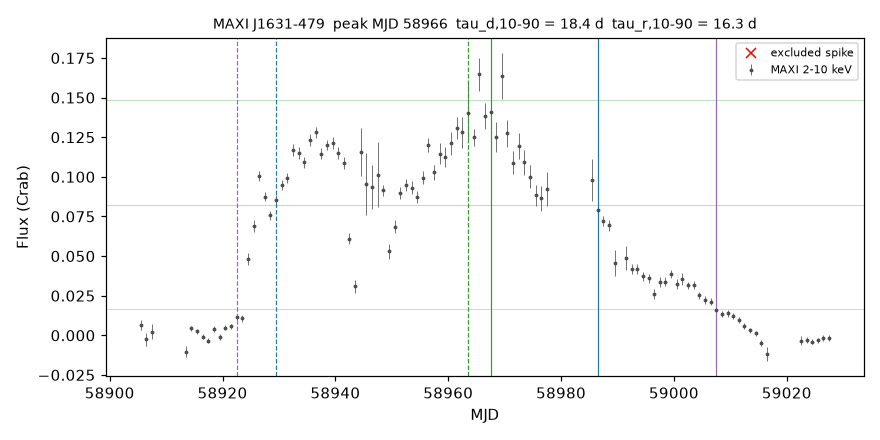 MAXI J1631-479  peak MJD 58966  tau_d,10-90 = 18.4 d  tau_r,10-90 = 16.3 d
excluded spike
MAXI 2-10 keV
Flux (Crab)
0.175
0.150
0.125
0.100
0.075
0.050
0.025
0.000
−0.025
58900 58920 58940 58960 58980 59000 59020
MJD